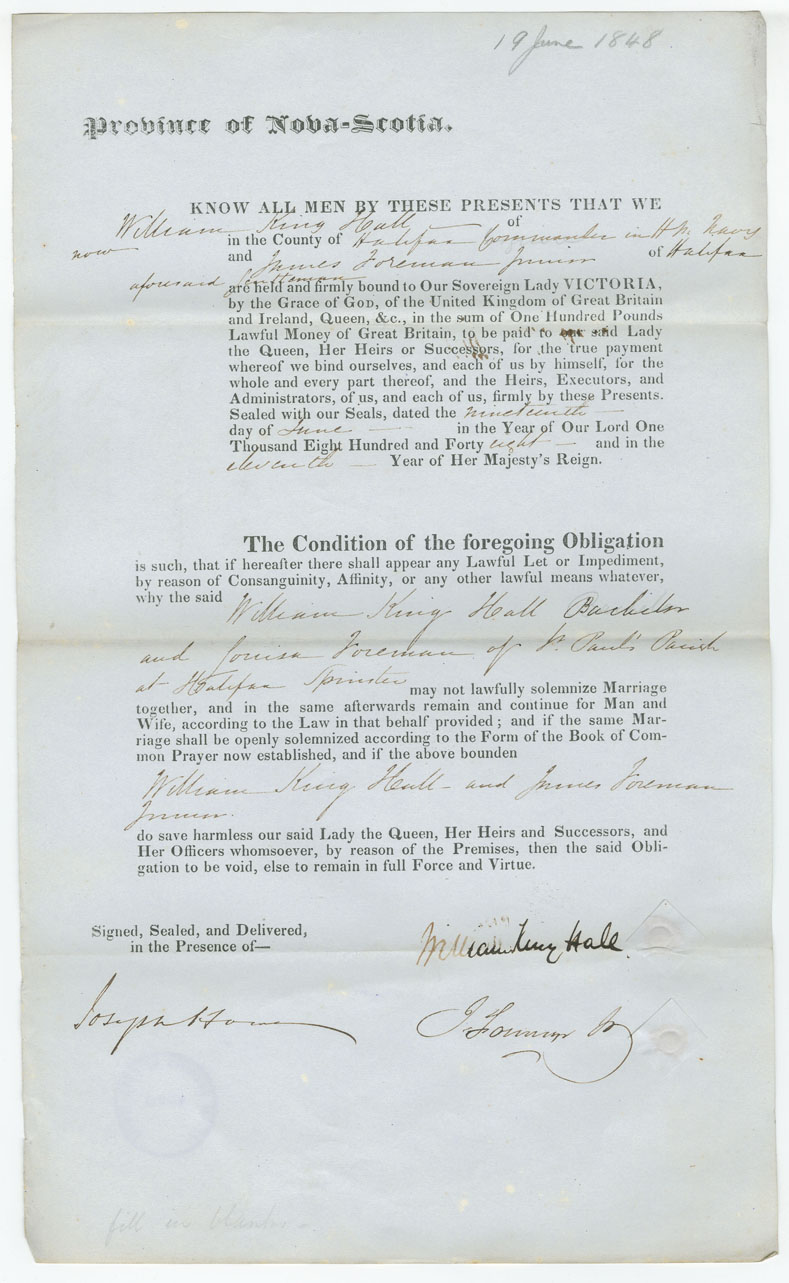 19 June 1848
Province of Nova-Scotia.
KNOW ALL MEN BY THESE PRESENTS THAT WE
William King Hall of
now in the County of Halifax Commander in H M Navy
and James Foreman Junior of Halifax
aforesaid Gentleman
are held and firmly bound to Our Sovereign Lady VICTORIA,
by the Grace of GOD, of the United Kingdom of Great Britain
and Ireland, Queen, &c., in the sum of One Hundred Pounds
Lawful Money of Great Britain, to be paid to our said Lady
the Queen, Her Heirs or Successors, for the true payment
whereof we bind ourselves, and each of us by himself, for the
whole and every part thereof, and the Heirs, Executors, and
Administrators, of us, and each of us, firmly by these Presents.
Sealed with our Seals, dated the nineteenth
day of June in the Year of Our Lord One
Thousand Eight Hundred and Forty eight and in the
eleventh Year of Her Majesty's Reign.
The Condition of the foregoing Obligation
is such, that if hereafter there shall appear any Lawful Let or Impediment,
by reason of Consanguinity, Affinity, or any other lawful means whatever,
why the said William King Hall Bachelor
and Louisa Foreman of St. Paul's Parish
at Halifax Spinster may not lawfully solemnize Marriage
together, and in the same afterwards remain and continue for Man and
Wife, according to the Law in that behalf provided; and if the same Mar-
riage shall be openly solemnized according to the Form of the Book of Com-
mon Prayer now established, and if the above bounden
William King Hall and James Foreman
Junior.
do save harmless our said Lady the Queen, Her Heirs and Successors, and
Her Officers whomsoever, by reason of the Premises, then the said Obli-
gation to be void, else to remain in full Force and Virtue.
Signed, Sealed, and Delivered,
in the Presence of—
William King Hall.
Joseph Howe
J Foreman Jr
fill in blanks